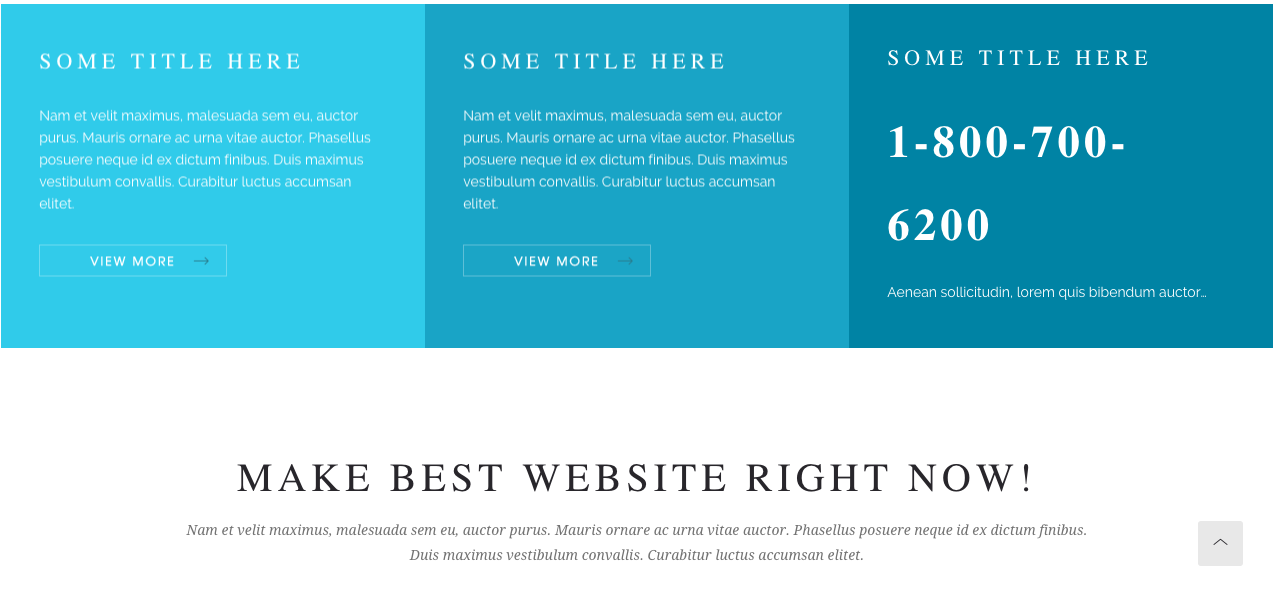 SOME TITLE HERE
Nam et velit maximus, malesuada sem eu, auctor
purus. Mauris ornare ac urna vitae auctor. Phasellus
posuere neque id ex dictum finibus. Duis maximus
vestibulum convallis. Curabitur luctus accumsan
elitet.
VIEW MORE
SOME TITLE HERE
Nam et velit maximus, malesuada sem eu, auctor
purus. Mauris ornare ac urna vitae auctor. Phasellus
posuere neque id ex dictum finibus. Duis maximus
vestibulum convallis. Curabitur luctus accumsan
elitet.
VIEW MORE
SOME TITLE HERE
1-800-700-
6200
Aenean sollicitudin, lorem quis bibendum auctor…
MAKE BEST WEBSITE RIGHT NOW!
Nam et velit maximus, malesuada sem eu, auctor purus. Mauris ornare ac urna vitae auctor. Phasellus posuere neque id ex dictum finibus.
Duis maximus vestibulum convallis. Curabitur luctus accumsan elitet.